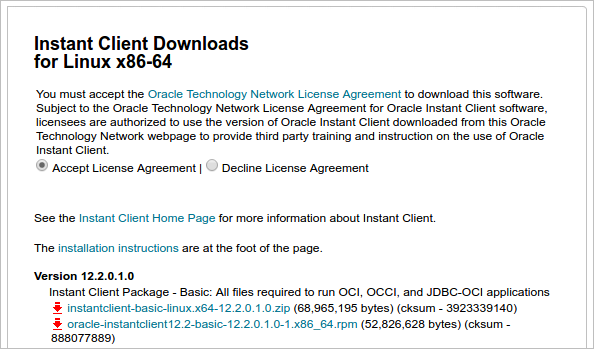 Instant Client Downloads
for Linux x86-64
You must accept the Oracle Technology Network License Agreement to download this software.
Subject to the Oracle Technology Network License Agreement for Oracle Instant Client software,
licensees are authorized to use the version of Oracle Instant Client downloaded from this Oracle
Technology Network webpage to provide third party training and instruction on the use of Oracle
Instant Client.
Accept License Agreement | Decline License Agreement
See the Instant Client Home Page for more information about Instant Client.
The installation instructions are at the foot of the page.
Version 12.2.0.1.0
Instant Client Package - Basic: All files required to run OCI, OCCI, and JDBC-OCI applications
instantclient-basic-linux.x64-12.2.0.1.0.zip (68,965,195 bytes) (cksum - 3923339140)
oracle-instantclient12.2-basic-12.2.0.1.0-1.x86_64.rpm (52,826,628 bytes) (cksum -
888077889)